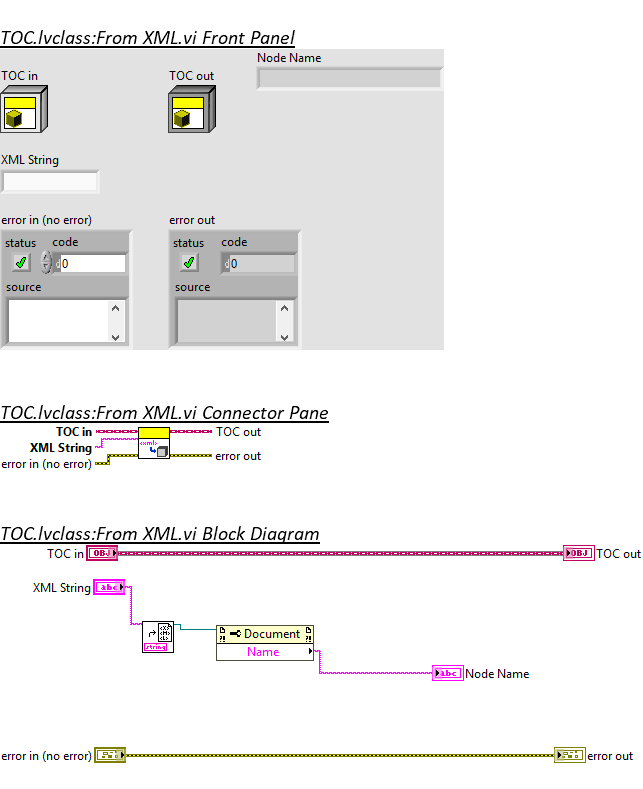 TOC.lvclass:From XML.vi Front Panel
Node Name
TOC in
TOC out
XML String
error in (no error)
error out
status code
status code
d0
d0
source
source
TOC.lvclass:From XML.vi Connector Pane
TOC in
TOC out
XML String
<xml>
error in (no error)
error out
TOC.lvclass:From XML.vi Block Diagram
TOC in OBJ
OBJ TOC out
XML String abc
string
Document
?!
?!
Name
abc Node Name
error in (no error)
error out